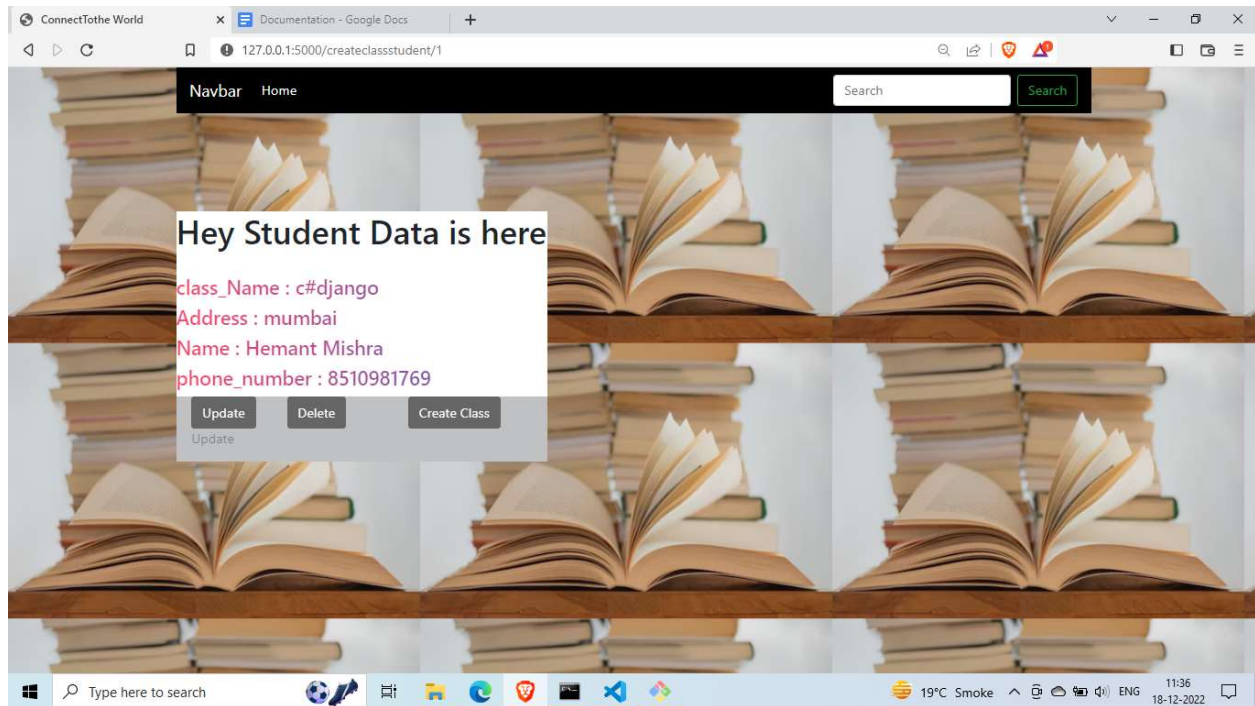 ConnectTothe World
Documentation - Google Docs
127.0.0.1:5000/createclassstudent/1
Navbar Home Search Search
Hey Student Data is here
class_Name : c#django
Address : mumbai
Name : Hemant Mishra
phone_number : 8510981769
Update Delete Create Class
Update
Type here to search 19°C Smoke ENG 11:36
18-12-2022